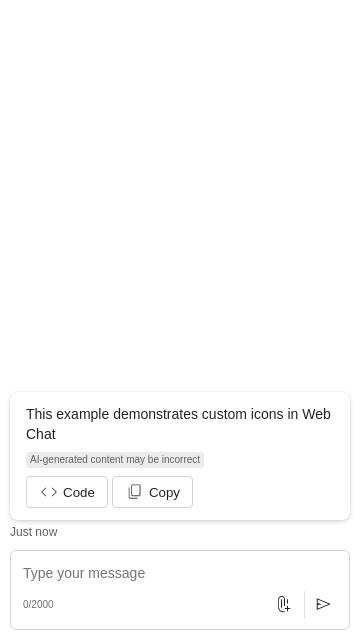 This example demonstrates custom icons in Web
Chat
AI-generated content may be incorrect
Code
Copy
Just now
Type your message
0/2000